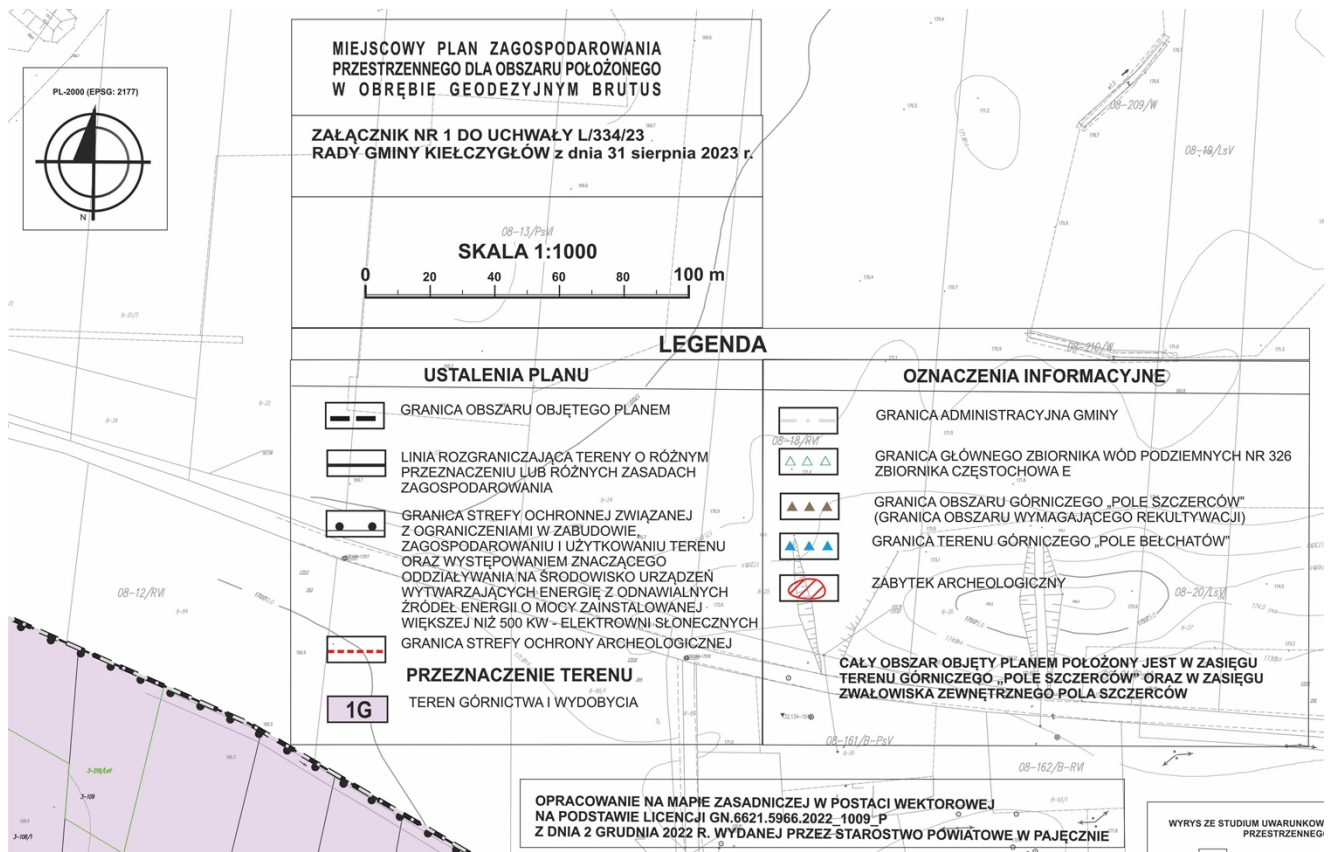 PL-2000 (EPSG: 2177)
N
MIEJSCOWY PLAN ZAGOSPODAROWANIA
PRZESTRZENNEGO DLA OBSZARU POŁOŻONEGO
W OBRĘBIE GEODEZYJNYM BRUTUS
ZAŁĄCZNIK NR 1 DO UCHWAŁY L/334/23
RADY GMINY KIEŁCZYGŁÓW z dnia 31 sierpnia 2023 r.
08-13/PsVI
SKALA 1:1000
0 20 40 60 80 100 m
08-209/W
08-19/LsV
08-210/W
LEGENDA
USTALENIA PLANU
GRANICA OBSZARU OBJĘTEGO PLANEM
LINIA ROZGRANICZAJĄCA TERENY O RÓŻNYM
PRZEZNACZENIU LUB RÓŻNYCH ZASADACH
ZAGOSPODAROWANIA
GRANICA STREFY OCHRONNEJ ZWIĄZANEJ
Z OGRANICZENIAMI W ZABUDOWIE,
ZAGOSPODAROWANIU I UŻYTKOWANIU TERENU
ORAZ WYSTĘPOWANIEM ZNACZĄCEGO
ODDZIAŁYWANIA NA ŚRODOWISKO URZĄDZEŃ
WYTWARZAJĄCYCH ENERGIĘ Z ODNAWIALNYCH
ŹRÓDEŁ ENERGII O MOCY ZAINSTALOWANEJ
WIĘKSZEJ NIŻ 500 KW - ELEKTROWNI SŁONECZNYCH
GRANICA STREFY OCHRONY ARCHEOLOGICZNEJ
PRZEZNACZENIE TERENU
1G
TEREN GÓRNICTWA I WYDOBYCIA
OZNACZENIA INFORMACYJNE
GRANICA ADMINISTRACYJNA GMINY
08-18/RVI
GRANICA GŁÓWNEGO ZBIORNIKA WÓD PODZIEMNYCH NR 326
ZBIORNIKA CZĘSTOCHOWA E
GRANICA OBSZARU GÓRNICZEGO „POLE SZCZERCÓW"
(GRANICA OBSZARU WYMAGAJĄCEGO REKULTYWACJI)
GRANICA TERENU GÓRNICZEGO „POLE BEŁCHATÓW"
ZABYTEK ARCHEOLOGICZNY
08-20/LsVI
CAŁY OBSZAR OBJĘTY PLANEM POŁOŻONY JEST W ZASIĘGU
TERENU GÓRNICZEGO „POLE SZCZERCÓW" ORAZ W ZASIĘGU
ZWAŁOWISKA ZEWNĘTRZNEGO POLA SZCZERCÓW
08-12/RVI
08-161/B-PsV
08-162/B-RVI
3-109
3-108/1
OPRACOWANIE NA MAPIE ZASADNICZEJ W POSTACI WEKTOROWEJ
NA PODSTAWIE LICENCJI GN.6621.5966.2022_1009_P
Z DNIA 2 GRUDNIA 2022 R. WYDANEJ PRZEZ STAROSTWO POWIATOWE W PAJĘCZNIE
WYRYS ZE STUDIUM UWARUNKOW
PRZESTRZENNEG